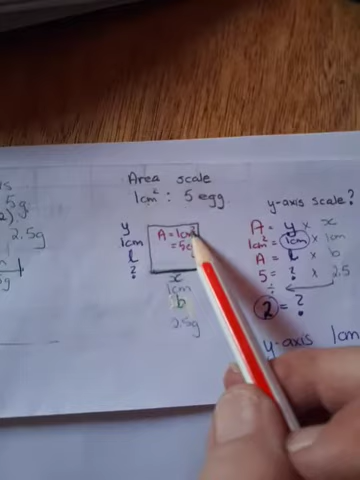 5g
2.5g
Area scale
1cm² : 5 egg
y
1cm
l
?
A = 1cm²
= 5
x
1cm
b
2.5g
y-axis scale?
A = y × x
1cm² = 1cm × 1cm
A = l × b
5 = ? × 2.5
÷
2 = ?
y-axis 1cm